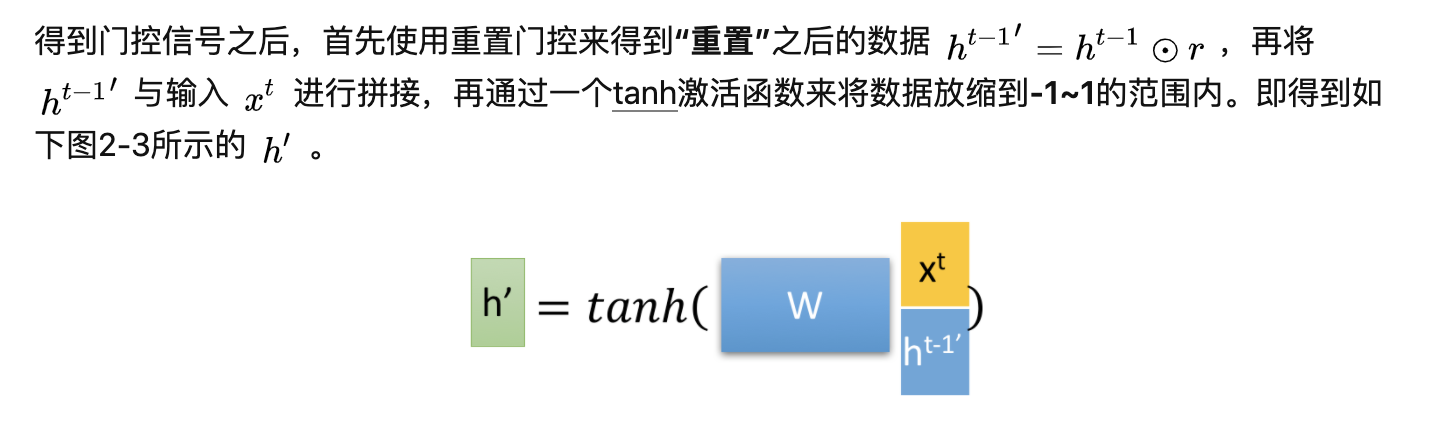 得到门控信号之后，首先使用重置门控来得到“重置”之后的数据 h^{t-1}' = h^{t-1} ⊙ r ，再将
h^{t-1}' 与输入 x^t 进行拼接，再通过一个tanh激活函数来将数据放缩到-1~1的范围内。即得到如
下图2-3所示的 h' 。
h' = tanh( W x^t h^{t-1'} )